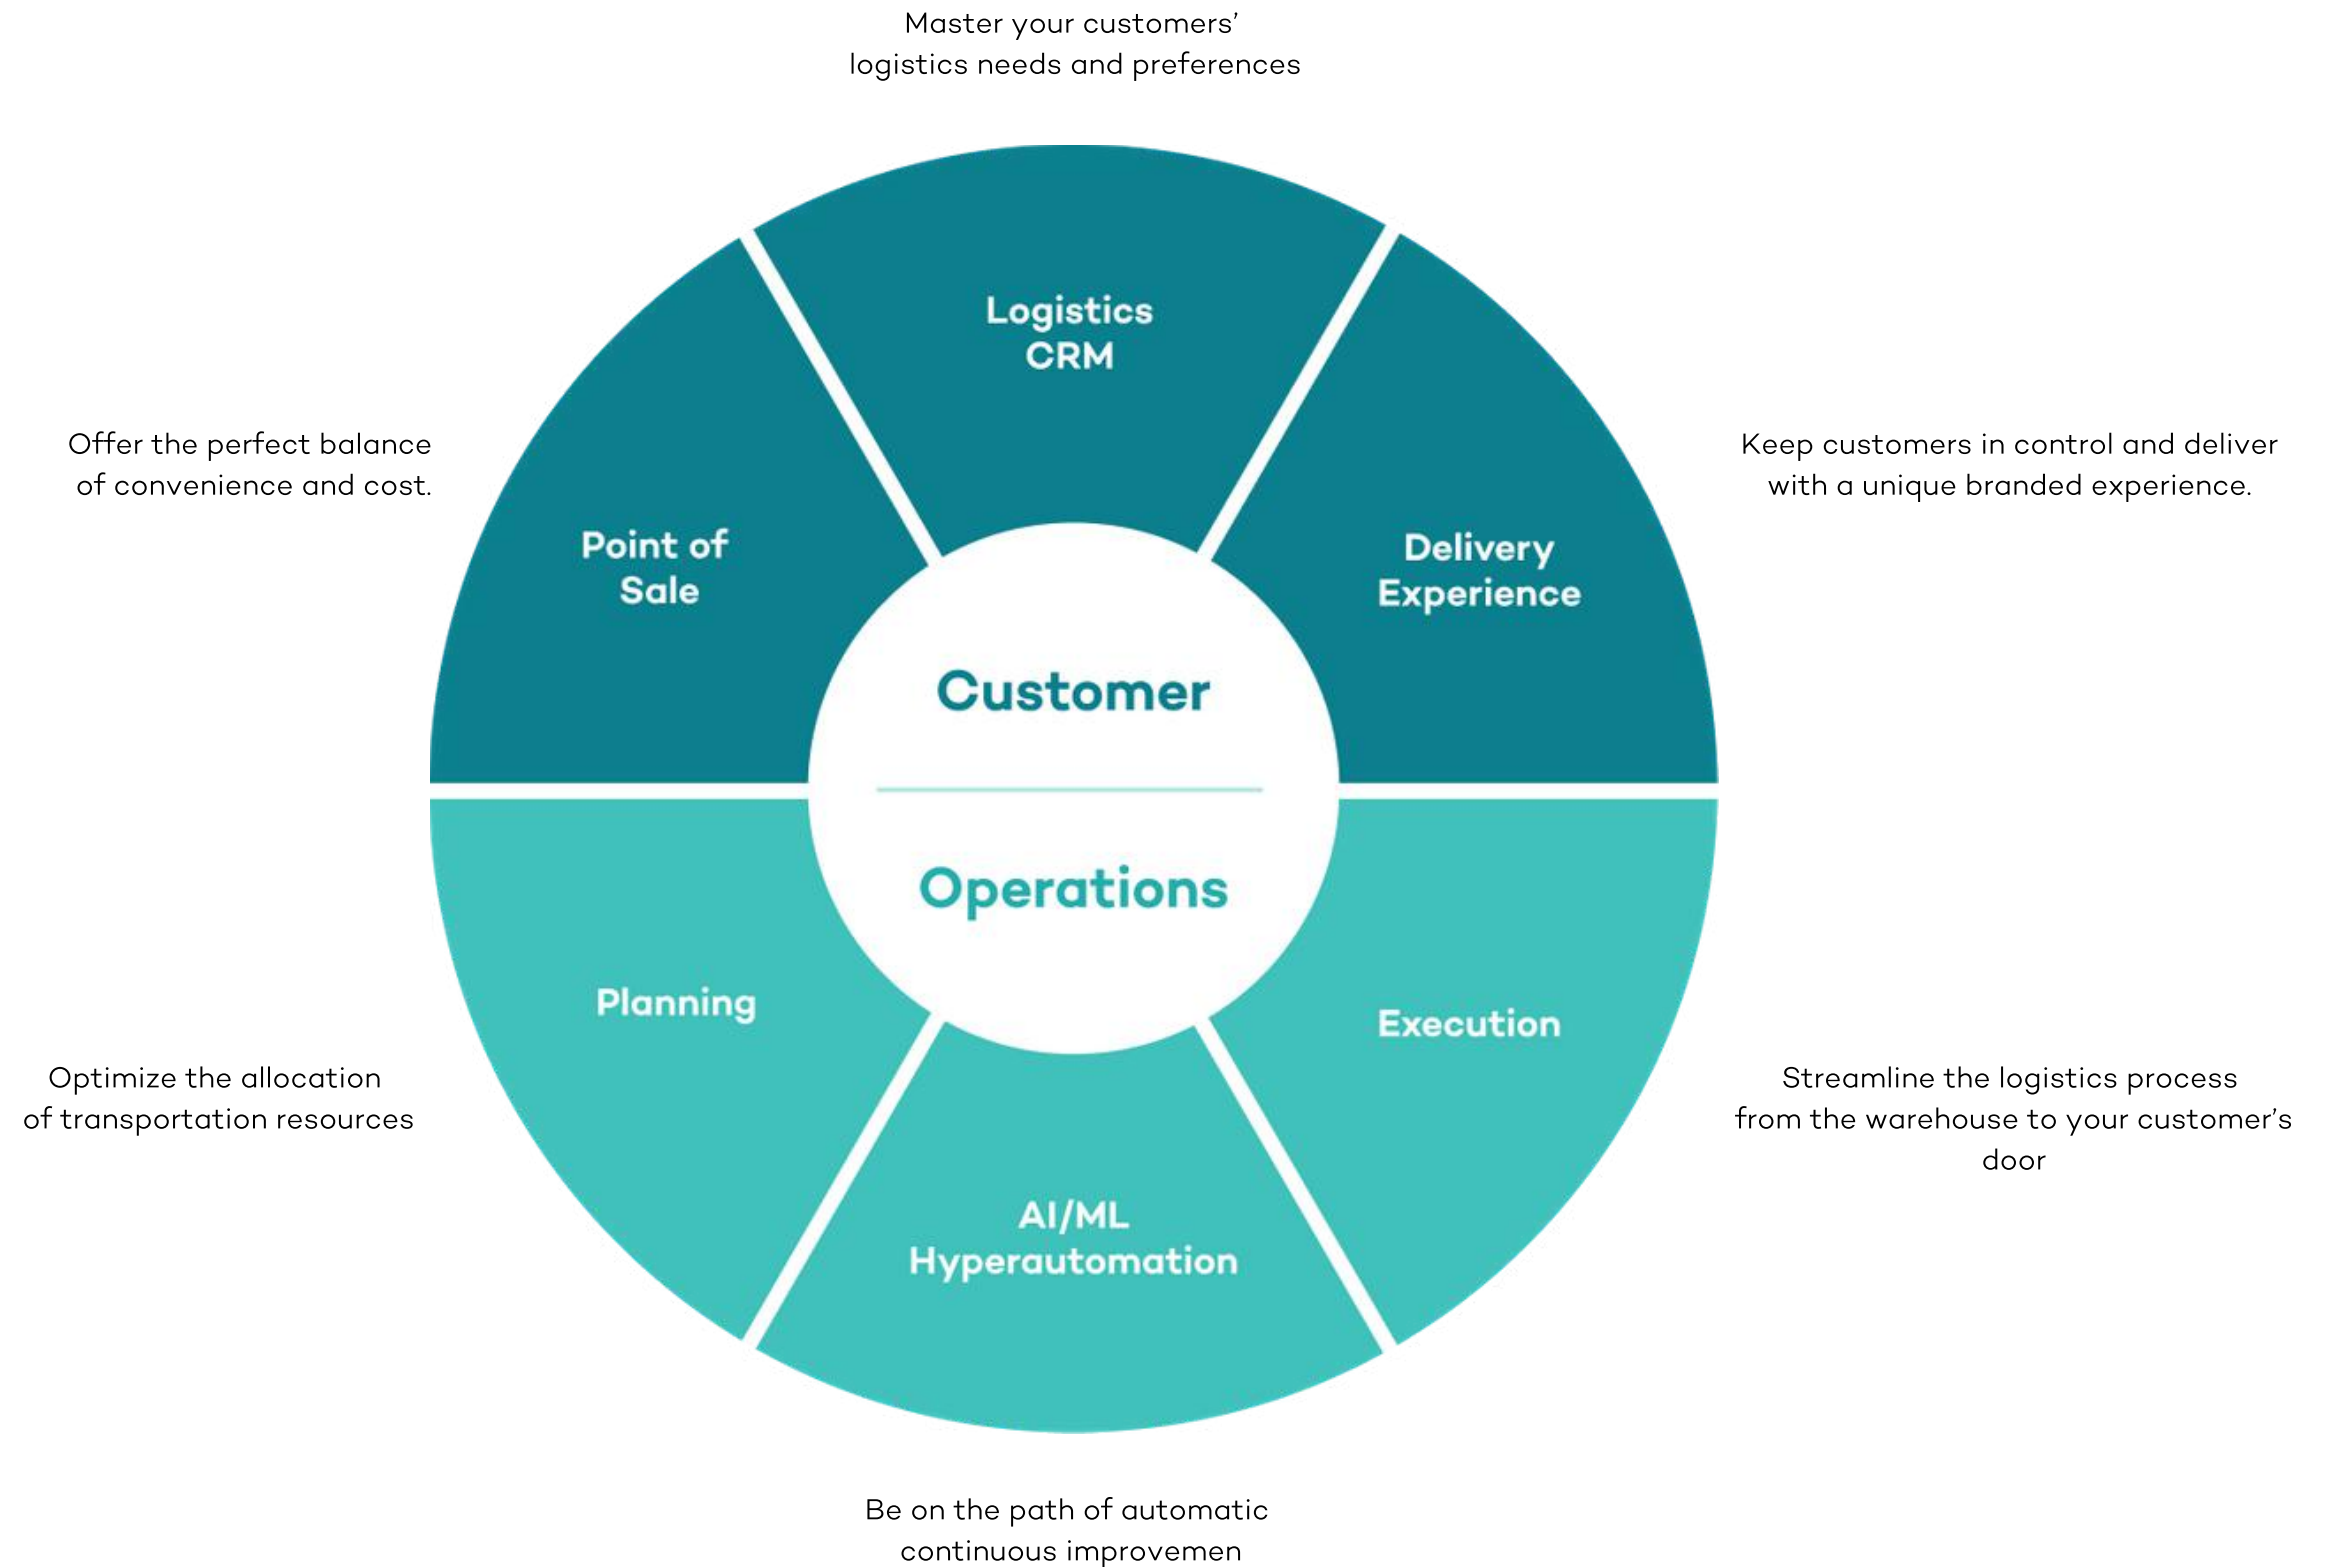 Master your customers’
logistics needs and preferences
Logistics
CRM
Offer the perfect balance
of convenience and cost.
Keep customers in control and deliver
with a unique branded experience.
Point of
Sale
Delivery
Experience
Customer
Operations
Planning
Execution
Optimize the allocation
of transportation resources
Streamline the logistics process
from the warehouse to your customer’s
door
AI/ML
Hyperautomation
Be on the path of automatic
continuous improvemen